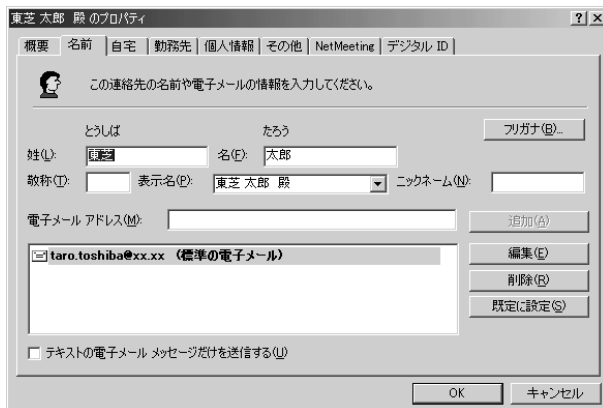 東芝 太郎 殿 のプロパティ
概要 名前 自宅 勤務先 個人情報 その他 NetMeeting デジタル ID
この連絡先の名前や電子メールの情報を入力してください。
とうしば たろう フリガナ(B)...
姓(L): 東芝 名(F): 太郎
敬称(T): 表示名(P): 東芝 太郎 殿 ニックネーム(N):
電子メール アドレス(M): 追加(A)
taro.toshiba@xx.xx (標準の電子メール) 編集(E)
削除(R)
既定に設定(S)
テキストの電子メール メッセージだけを送信する(U)
OK キャンセル